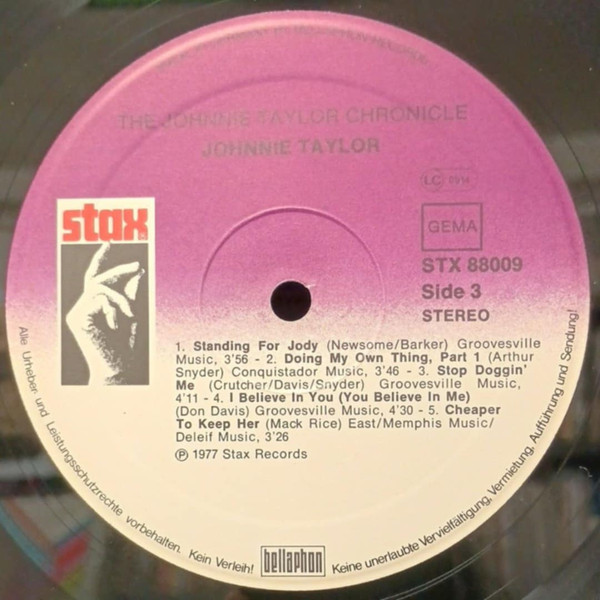 THE JOHNNIE TAYLOR CHRONICLE
JOHNNIE TAYLOR
LC
GEMA
stax
STX 88009
Side 3
STEREO
1. Standing For Jody (Newsome/Barker) Groovesville
Music, 3'56 - 2. Doing My Own Thing, Part 1 (Arthur
Snyder) Conquistador Music, 3'46 - 3. Stop Doggin'
Me (Crutcher/Davis/Snyder) Groovesville Music,
4'11 - 4. I Believe In You (You Believe In Me)
(Don Davis) Groovesville Music, 4'30 - 5. Cheaper
To Keep Her (Mack Rice) East/Memphis Music/
Deleif Music, 3'26
℗ 1977 Stax Records
Alle Urheber und Leistungsschutzrechte vorbehalten. Kein Verleih! Keine unerlaubte Vervielfältigung, Vermietung, Aufführung und Sendung!
bellaphon